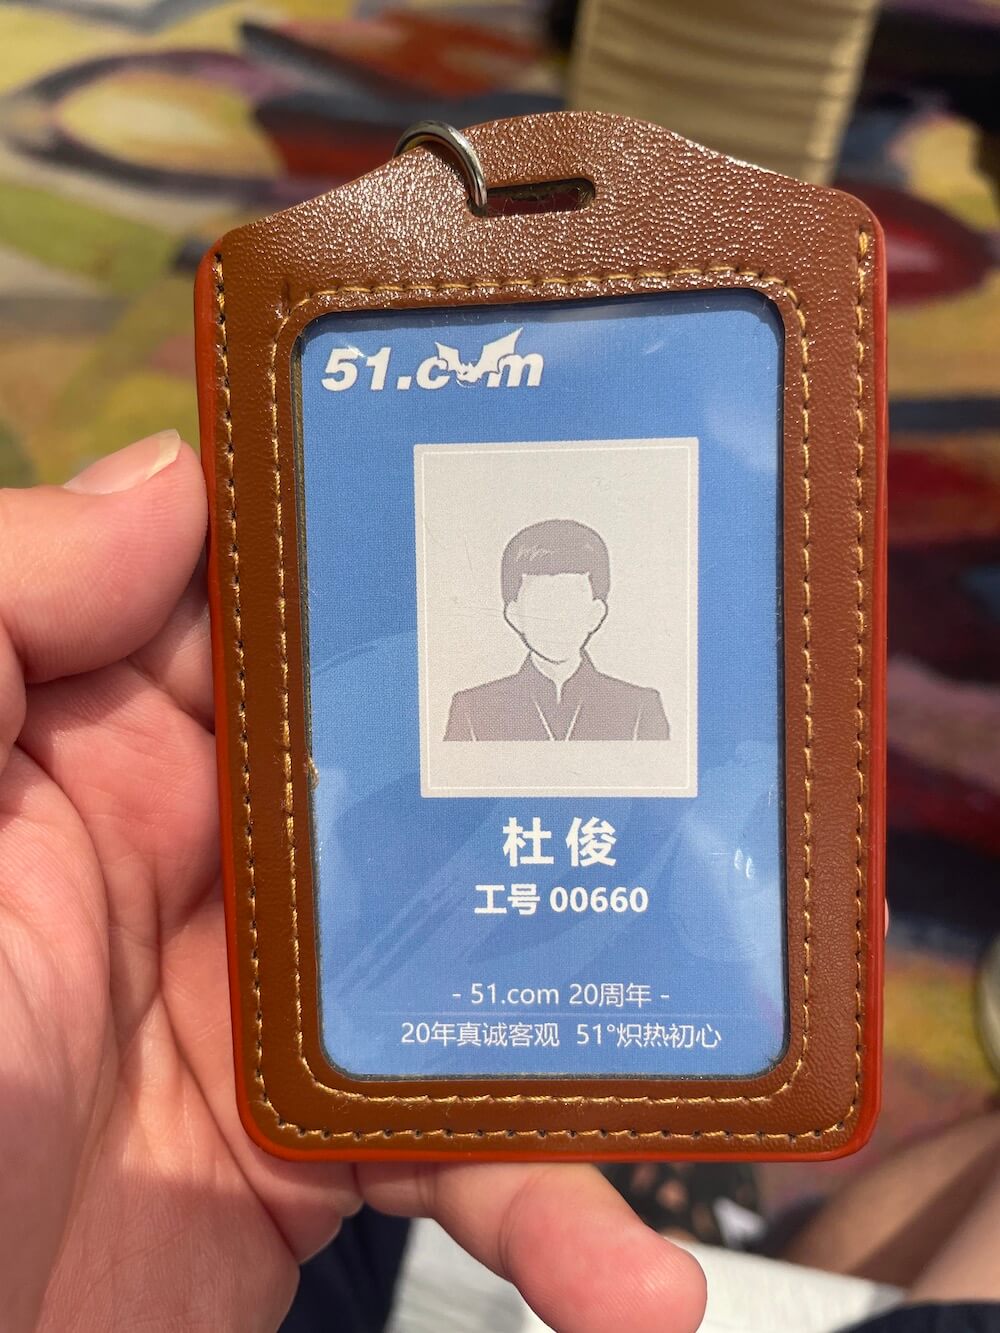 51.com
杜俊
工号 00660
- 51.com 20周年 -
20年真诚客观 51°炽热初心